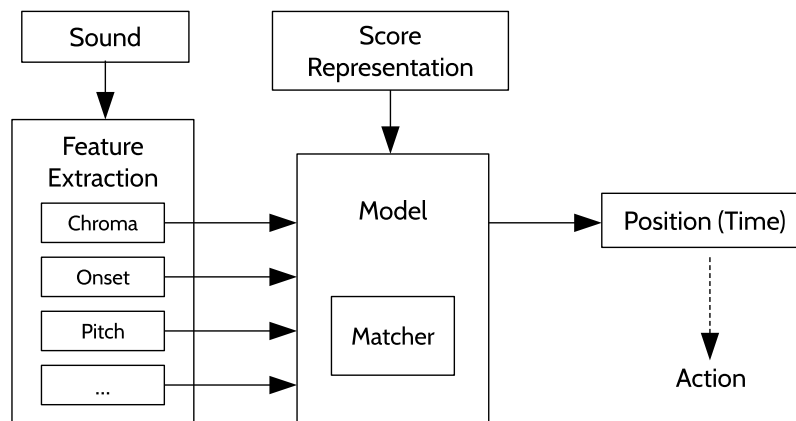 Sound
Score
Representation
Feature
Extraction
Chroma
Onset
Pitch
...
Model
Matcher
Position (Time)
Action